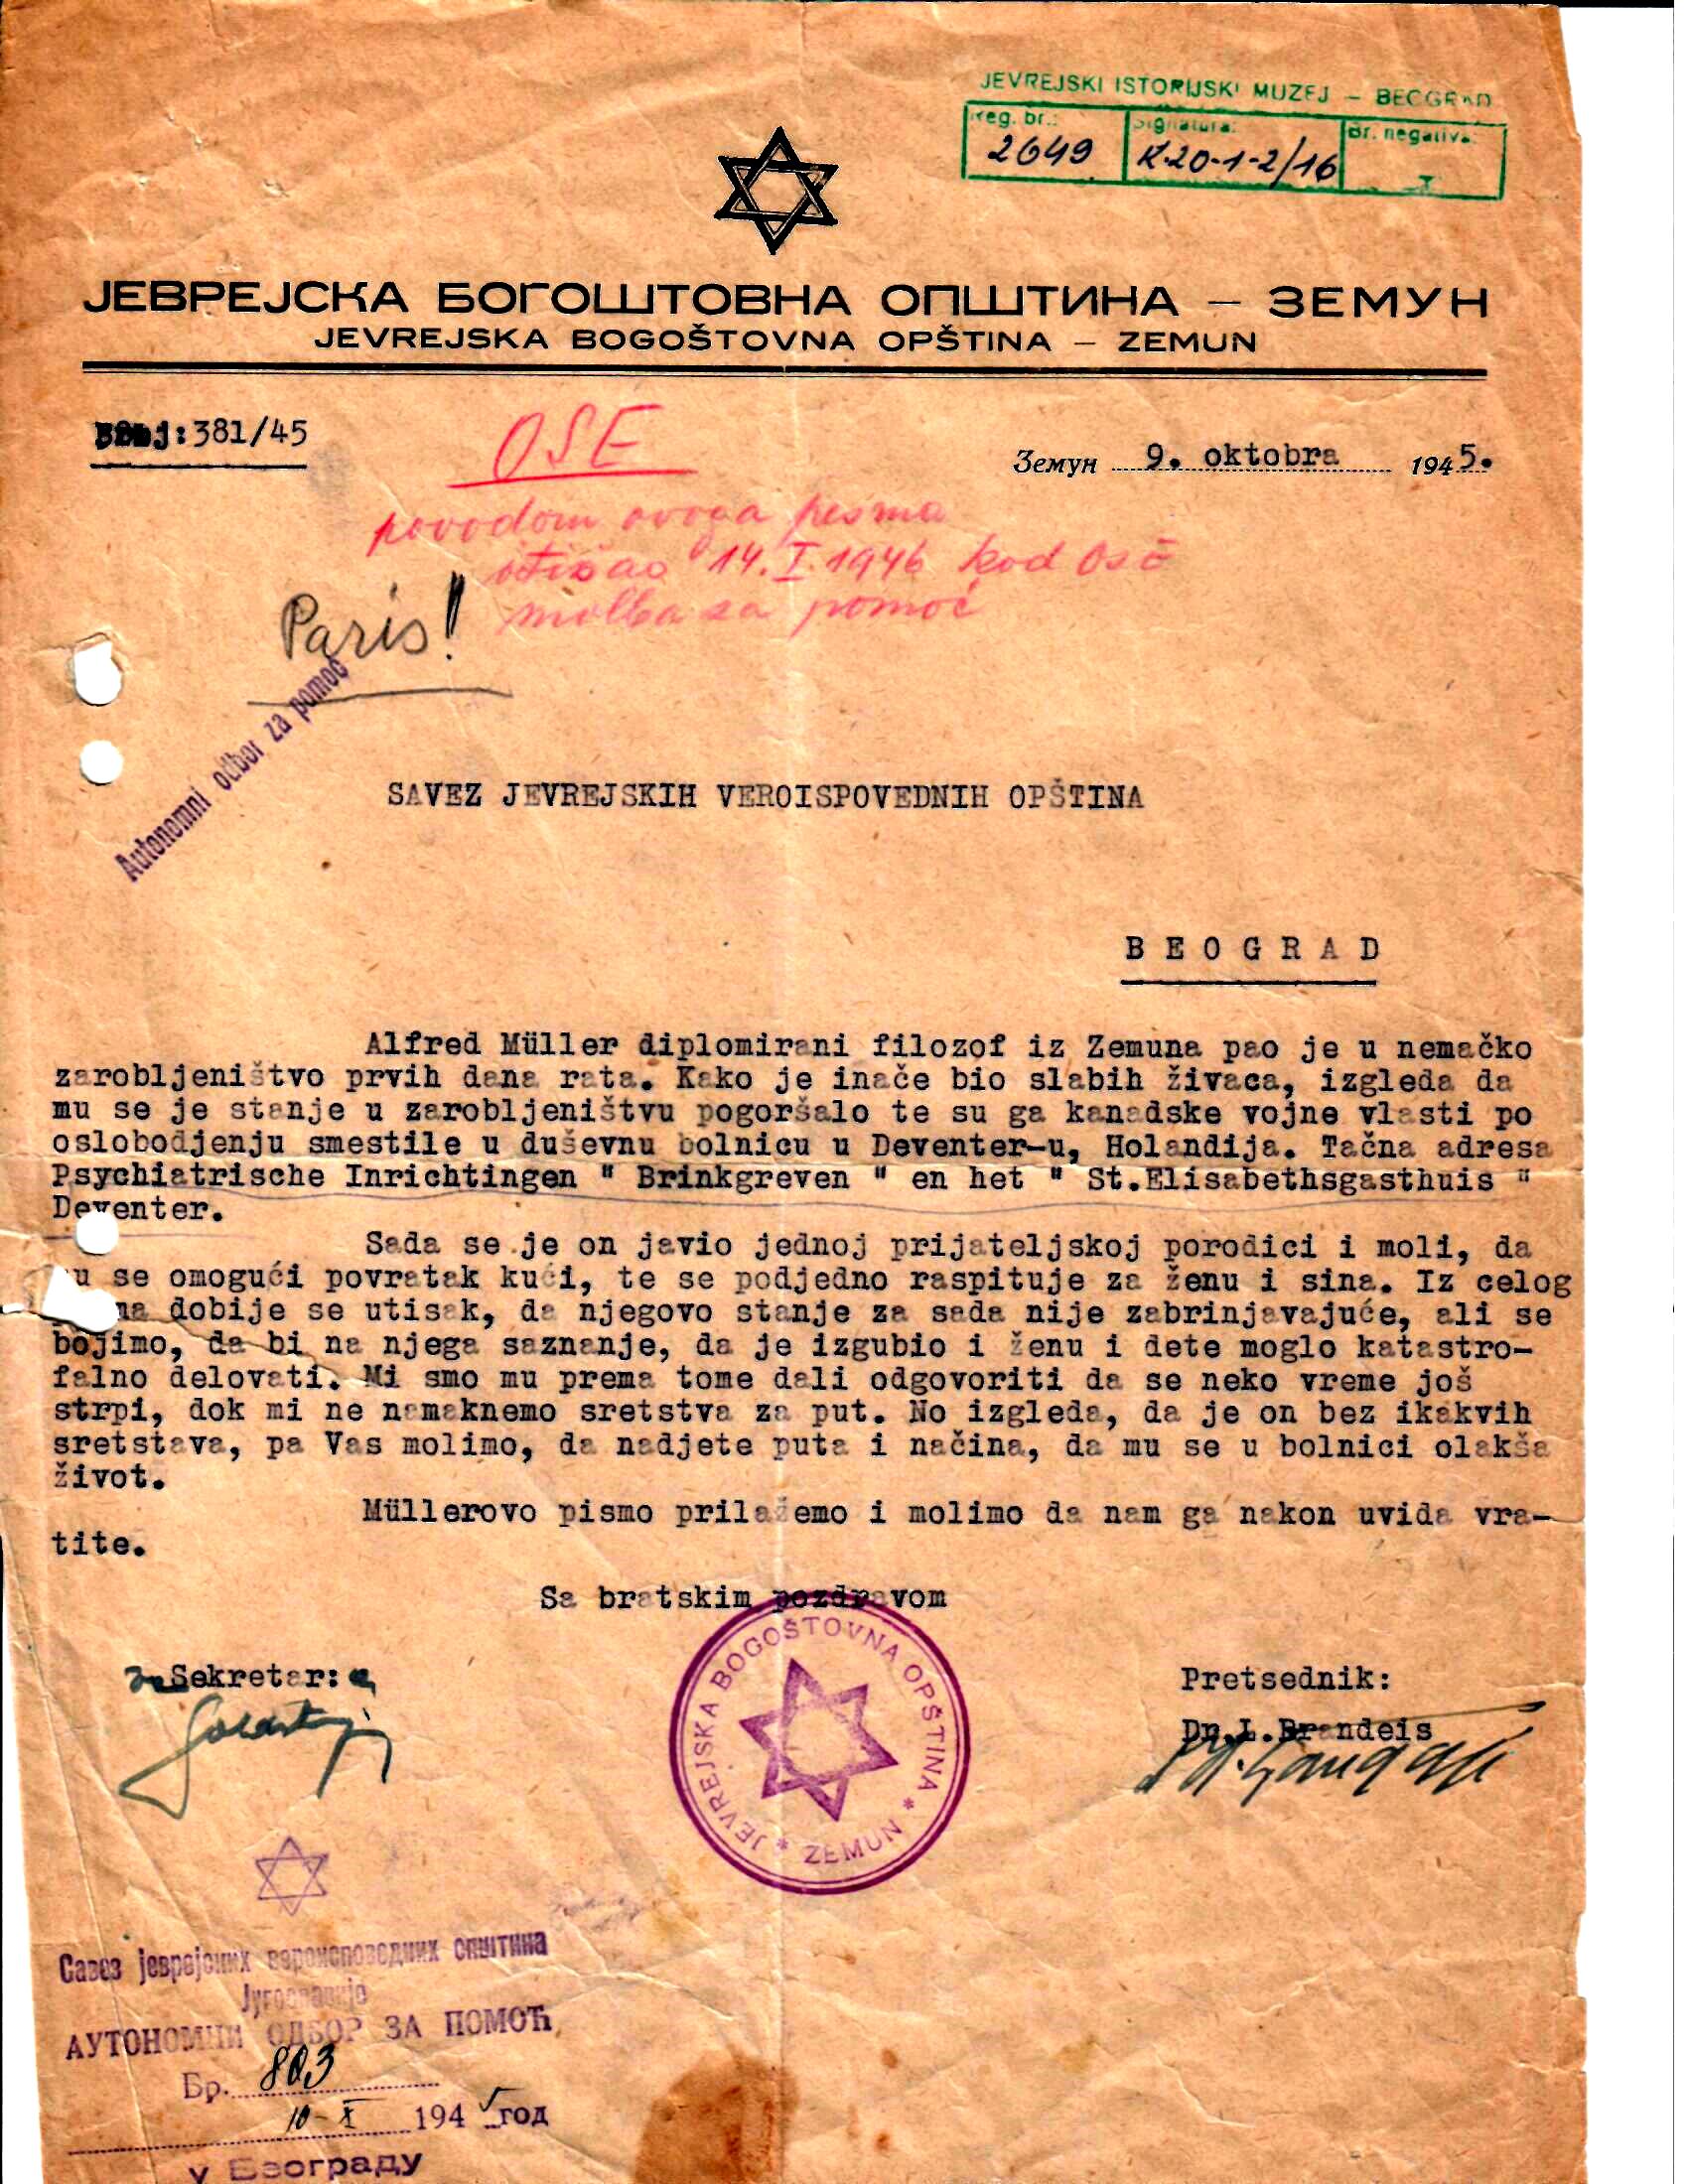 JEVREJSKI ISTORIJSKI MUZEJ – BEOGRAD
Reg. br.: Signatura: Br. negativa:
2649 K.20-1-2/16
ЈЕВРЕЈСКА БОГОШТОВНА ОПШТИНА – ЗЕМУН
JEVREJSKA BOGOŠTOVNA OPŠTINA – ZEMUN
Broj:381/45
OSE
Земун 9. oktobra 1945.
povodom ovoga pisma
otišao 14.I.1946 kod Ose
molba za pomoć
Paris!
Autonomni odbor za pomoć
SAVEZ JEVREJSKIH VEROISPOVEDNIH OPŠTINA
BEOGRAD
Alfred Müller diplomirani filozof iz Zemuna pao je u nemačko
zarobljeništvo prvih dana rata. Kako je inače bio slabih živaca, izgleda da
mu se je stanje u zarobljeništvu pogoršalo te su ga kanadske vojne vlasti po
oslobodjenju smestile u duševnu bolnicu u Deventer-u, Holandija. Tačna adresa
Psychiatrische Inrichtingen " Brinkgreven " en het " St.Elisabethsgasthuis "
Deventer.
Sada se je on javio jednoj prijateljskoj porodici i moli, da
u se omogući povratak kući, te se podjedno raspituje za ženu i sina. Iz celog
ma dobije se utisak, da njegovo stanje za sada nije zabrinjavajuće, ali se
bojimo, da bi na njega saznanje, da je izgubio i ženu i dete moglo katastro-
falno delovati. Mi smo mu prema tome dali odgovoriti da se neko vreme još
strpi, dok mi ne namaknemo sretstva za put. No izgleda, da je on bez ikakvih
sretstava, pa Vas molimo, da nadjete puta i načina, da mu se u bolnici olakša
život.
Müllerovo pismo prilažemo i molimo da nam ga nakon uvida vra-
tite.
Sa bratskim pozdravom
za Sekretar:a Pretsednik:
Dr.L.Brandeis
JEVREJSKA BOGOŠTOVNA OPŠTINA * ZEMUN *
Савез јеврејских вероисповедних општина
Југославије
АУТОНОМНИ ОДБОР ЗА ПОМОЋ
Бр. 803
10-X 1945 год
у Београду